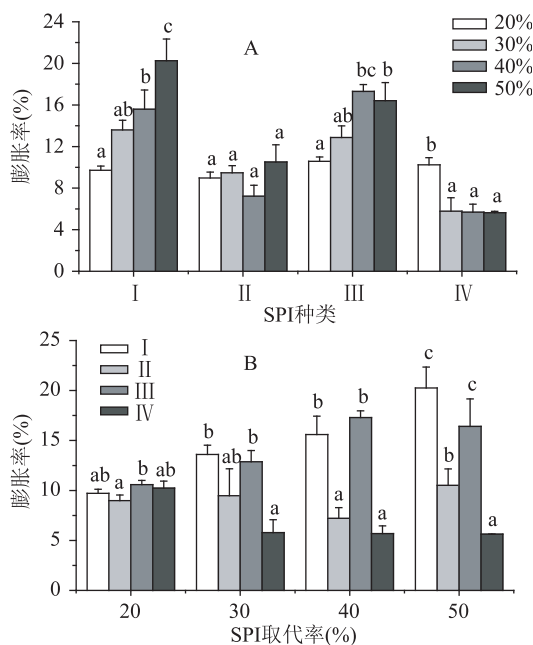 24
20
16
12
8
4
0
膨胀率(%)
A
20%
30%
40%
50%
a
ab
b
c
a
a
a
a
a
ab
bc
b
b
a
a
a
I
II
III
IV
SPI种类
25
20
15
10
5
0
膨胀率(%)
B
I
II
III
IV
ab
a
b
ab
b
ab
b
a
b
a
b
a
c
b
c
a
20
30
40
50
SPI取代率(%)